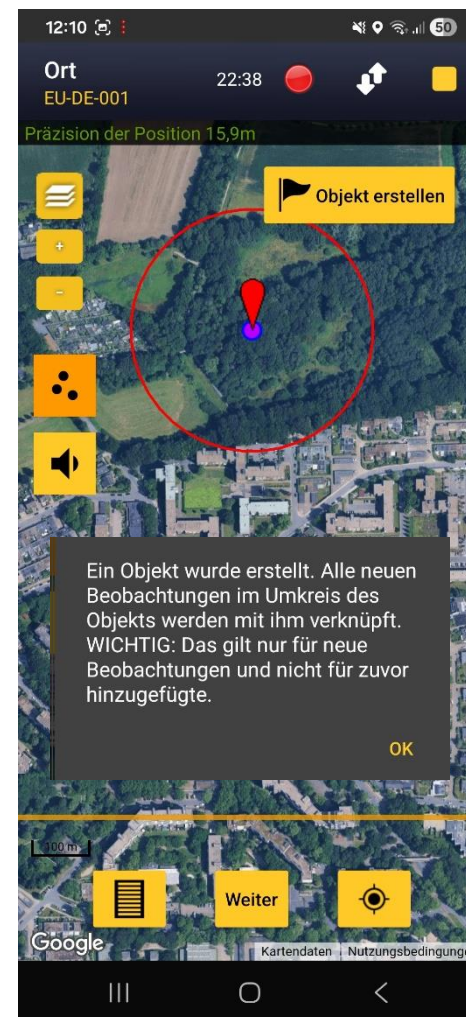 12:10
50
Ort
22:38
EU-DE-001
Präzision der Position 15,9m
Objekt erstellen
+
-
Ein Objekt wurde erstellt. Alle neuen
Beobachtungen im Umkreis des
Objekts werden mit ihm verknüpft.
WICHTIG: Das gilt nur für neue
Beobachtungen und nicht für zuvor
hinzugefügte.
OK
100 m
Weiter
Google
Kartendaten Nutzungsbedingunge